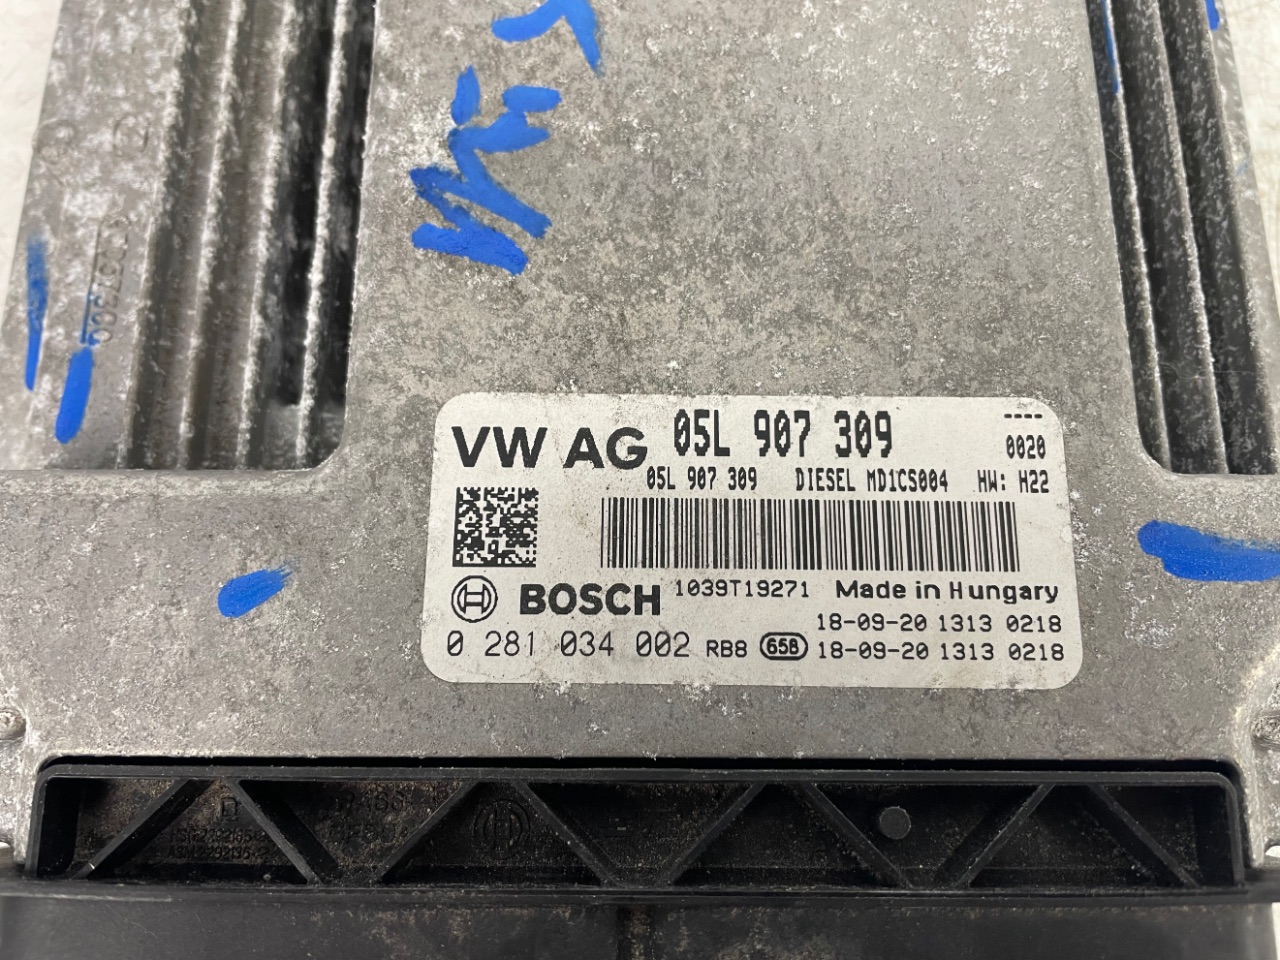 VW AG 05L 907 309 ----
0020
05L 907 309 DIESEL MD1CS004 HW: H22
BOSCH 1039T19271 Made in Hungary
18-09-20 1313 0218
0 281 034 002 RB8 658 18-09-20 1313 0218